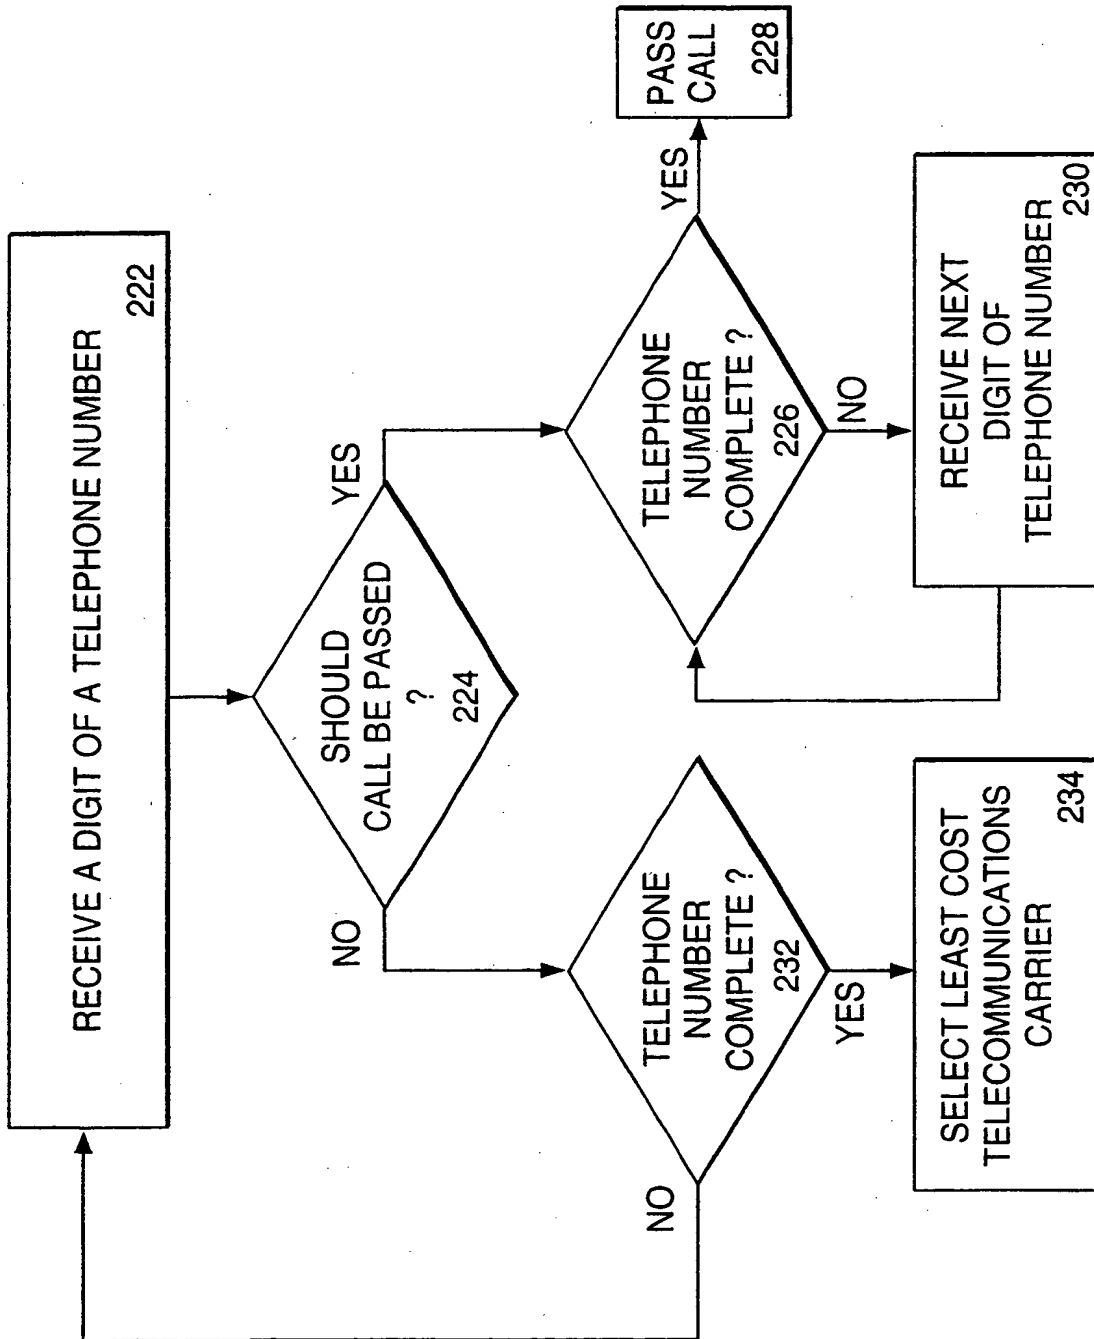 RECEIVE A DIGIT OF A TELEPHONE NUMBER
222
SHOULD
CALL BE PASSED
?
224
NO
YES
TELEPHONE
NUMBER
COMPLETE ?
232
NO
YES
SELECT LEAST COST
TELECOMMUNICATIONS
CARRIER
234
TELEPHONE
NUMBER
COMPLETE ?
226
YES
NO
PASS
CALL
228
RECEIVE NEXT
DIGIT OF
TELEPHONE NUMBER
230